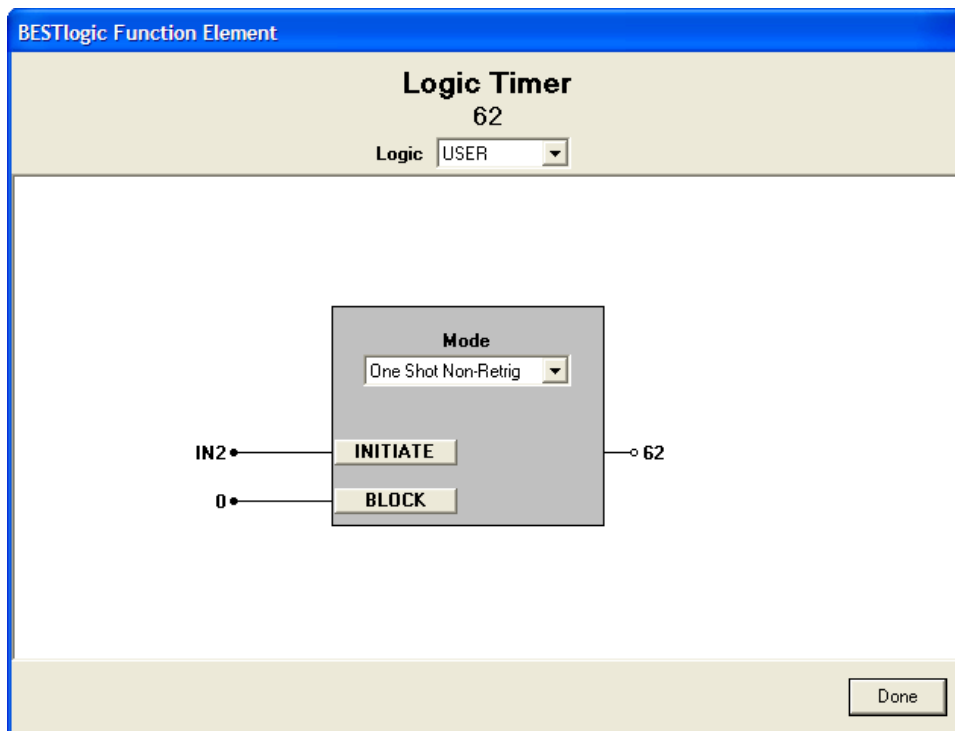 BESTlogic Function Element
Logic Timer
62
Logic USER
Mode
One Shot Non-Retrig
IN2 INITIATE 62
0 BLOCK
Done